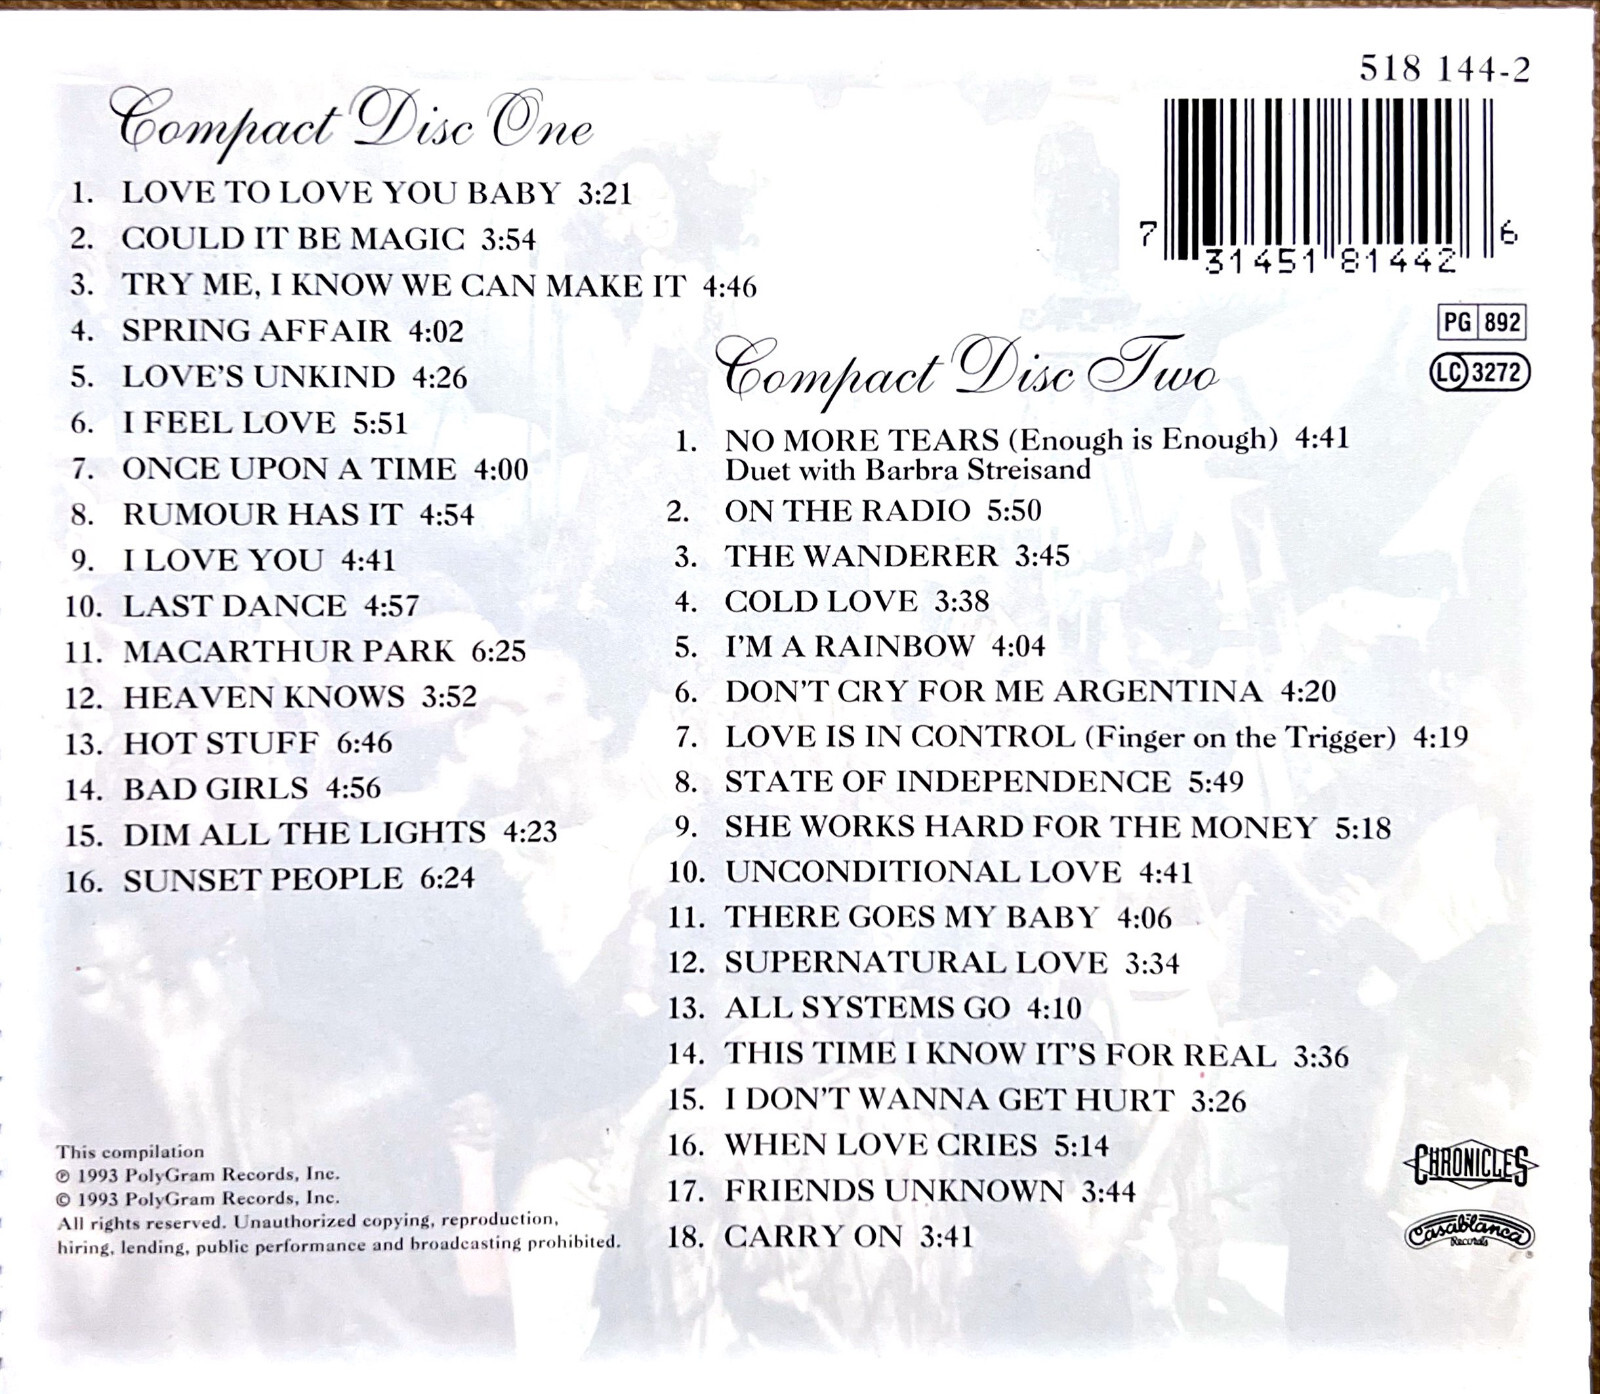 518 144-2
7 31451 81442 6
PG 892
LC 3272
Compact Disc One
1. LOVE TO LOVE YOU BABY 3:21
2. COULD IT BE MAGIC 3:54
3. TRY ME, I KNOW WE CAN MAKE IT 4:46
4. SPRING AFFAIR 4:02
5. LOVE'S UNKIND 4:26
6. I FEEL LOVE 5:51
7. ONCE UPON A TIME 4:00
8. RUMOUR HAS IT 4:54
9. I LOVE YOU 4:41
10. LAST DANCE 4:57
11. MACARTHUR PARK 6:25
12. HEAVEN KNOWS 3:52
13. HOT STUFF 6:46
14. BAD GIRLS 4:56
15. DIM ALL THE LIGHTS 4:23
16. SUNSET PEOPLE 6:24
Compact Disc Two
1. NO MORE TEARS (Enough is Enough) 4:41
Duet with Barbra Streisand
2. ON THE RADIO 5:50
3. THE WANDERER 3:45
4. COLD LOVE 3:38
5. I'M A RAINBOW 4:04
6. DON'T CRY FOR ME ARGENTINA 4:20
7. LOVE IS IN CONTROL (Finger on the Trigger) 4:19
8. STATE OF INDEPENDENCE 5:49
9. SHE WORKS HARD FOR THE MONEY 5:18
10. UNCONDITIONAL LOVE 4:41
11. THERE GOES MY BABY 4:06
12. SUPERNATURAL LOVE 3:34
13. ALL SYSTEMS GO 4:10
14. THIS TIME I KNOW IT'S FOR REAL 3:36
15. I DON'T WANNA GET HURT 3:26
16. WHEN LOVE CRIES 5:14
17. FRIENDS UNKNOWN 3:44
18. CARRY ON 3:41
This compilation
℗ 1993 PolyGram Records, Inc.
© 1993 PolyGram Records, Inc.
All rights reserved. Unauthorized copying, reproduction,
hiring, lending, public performance and broadcasting prohibited.
CHRONICLES
Casablanca
Records
®